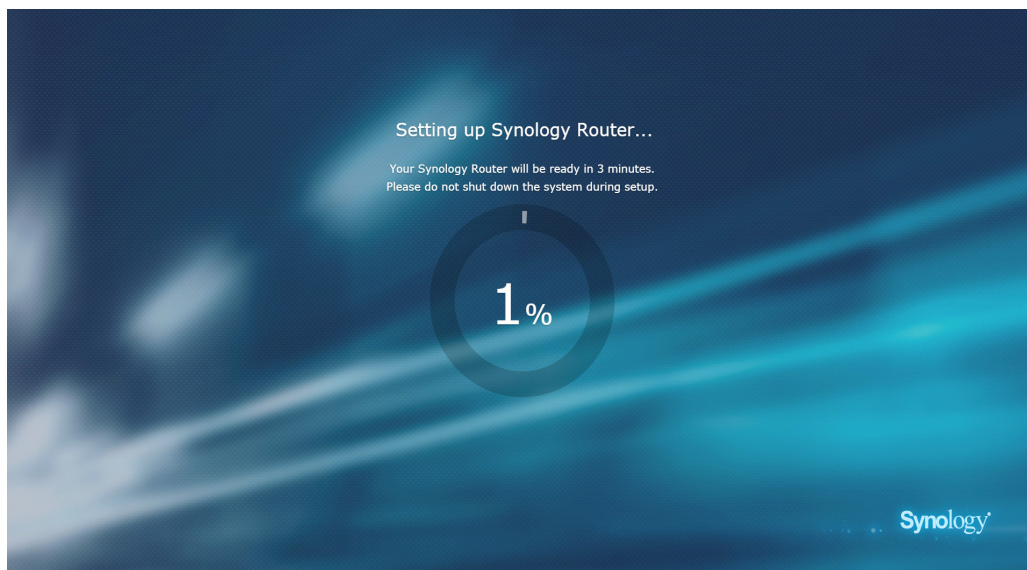 Setting up Synology Router...
Your Synology Router will be ready in 3 minutes.
Please do not shut down the system during setup.
1%
Synology